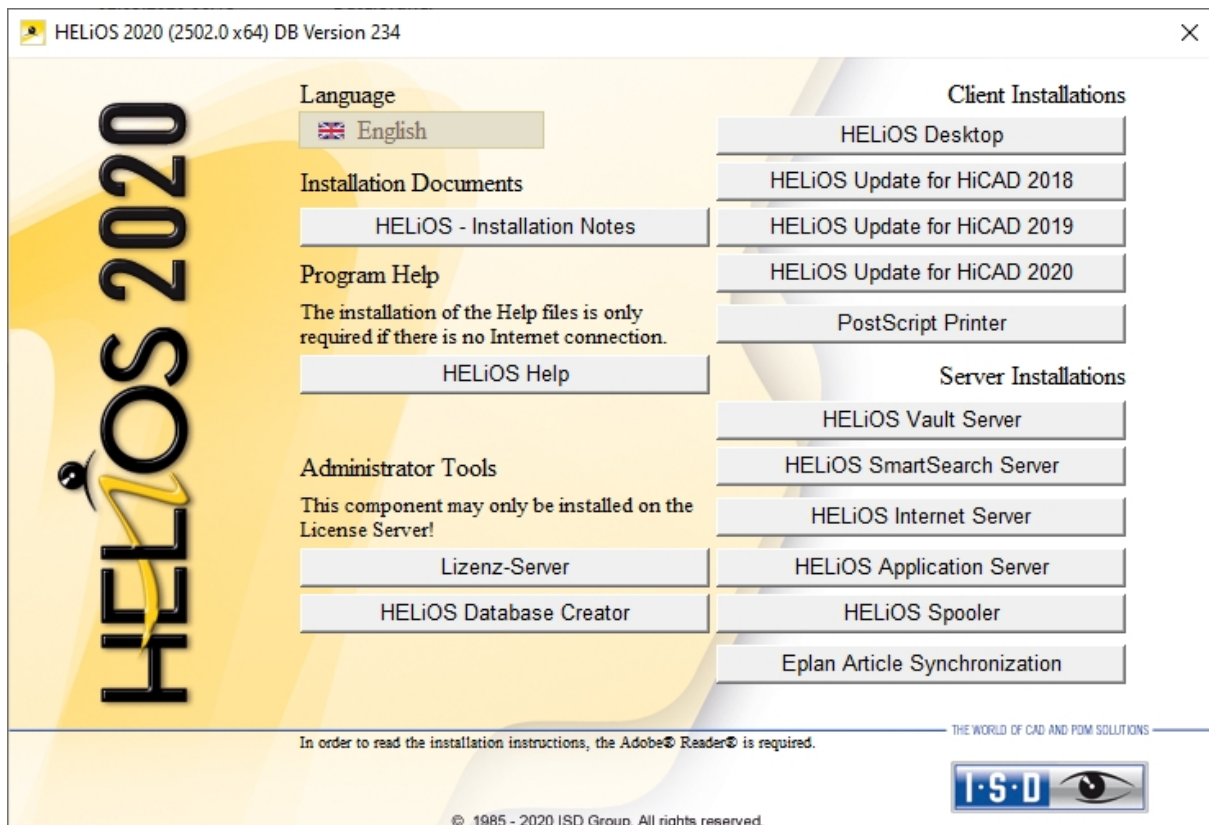 HELiOS 2020 (2502.0 x64) DB Version 234
HELiOS 2020
Language
English
Installation Documents
HELiOS - Installation Notes
Program Help
The installation of the Help files is only
required if there is no Internet connection.
HELiOS Help
Administrator Tools
This component may only be installed on the
License Server!
Lizenz-Server
HELiOS Database Creator
Client Installations
HELiOS Desktop
HELiOS Update for HiCAD 2018
HELiOS Update for HiCAD 2019
HELiOS Update for HiCAD 2020
PostScript Printer
Server Installations
HELiOS Vault Server
HELiOS SmartSearch Server
HELiOS Internet Server
HELiOS Application Server
HELiOS Spooler
Eplan Article Synchronization
THE WORLD OF CAD AND PDM SOLUTIONS
In order to read the installation instructions, the Adobe® Reader® is required.
I·S·D
© 1985 - 2020 ISD Group. All rights reserved.